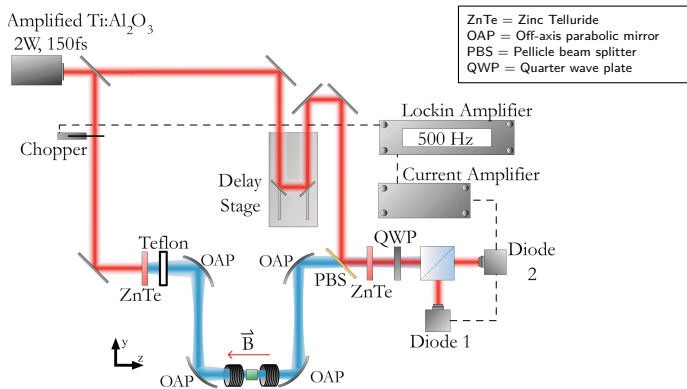 Amplified Ti:Al₂O₃
2W, 150fs
ZnTe = Zinc Telluride
OAP = Off-axis parabolic mirror
PBS = Pellicle beam splitter
QWP = Quarter wave plate
Lockin Amplifier
500 Hz
Chopper
Current Amplifier
Delay
Stage
Teflon
OAP
OAP
QWP
Diode
2
PBS
ZnTe
ZnTe
Diode 1
y
z
B
OAP
OAP